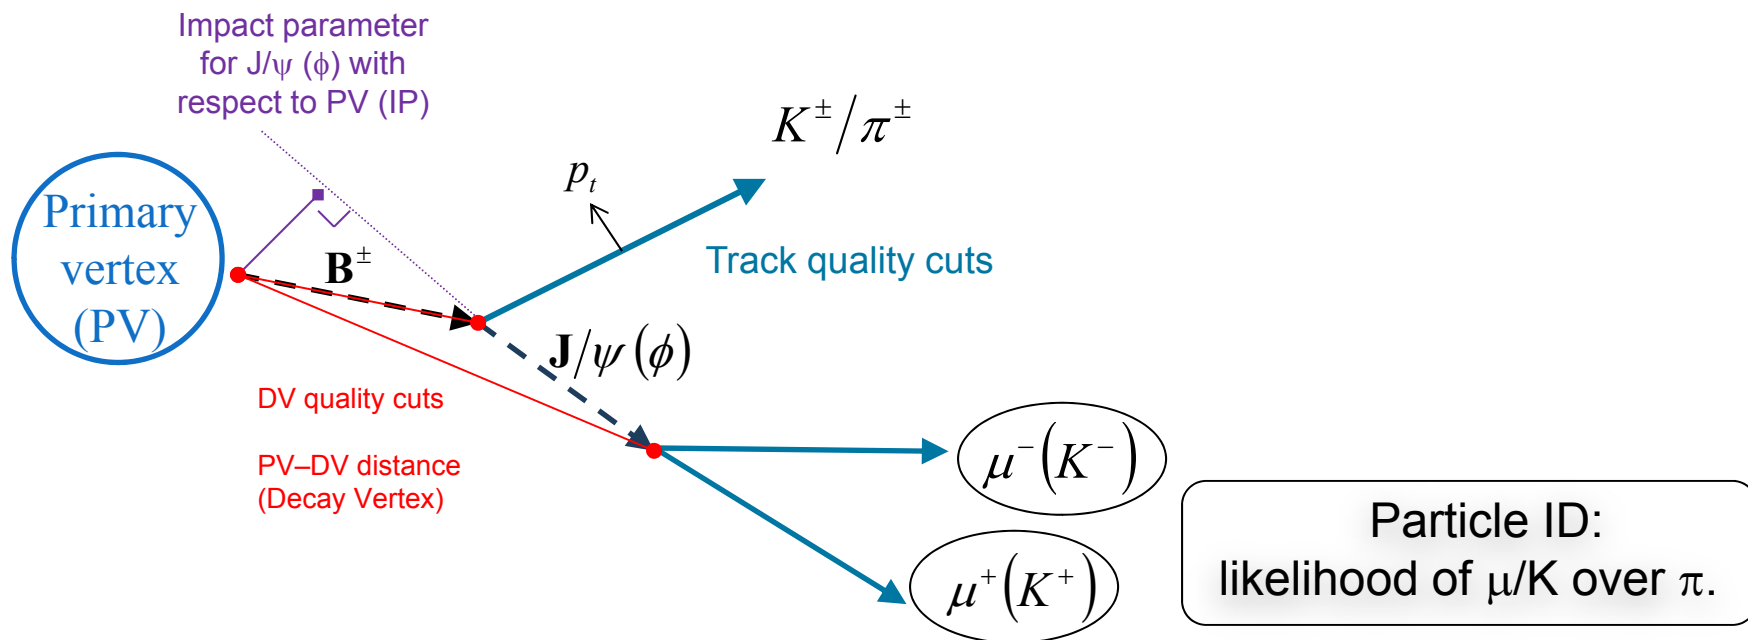 Impact parameter
for J/ψ (ϕ) with
respect to PV (IP)
K±/π±
pt
Primary
vertex
(PV)
B±
Track quality cuts
J/ψ(ϕ)
DV quality cuts
PV–DV distance
(Decay Vertex)
μ−(K−)
μ+(K+)
Particle ID:
likelihood of μ/K over π.